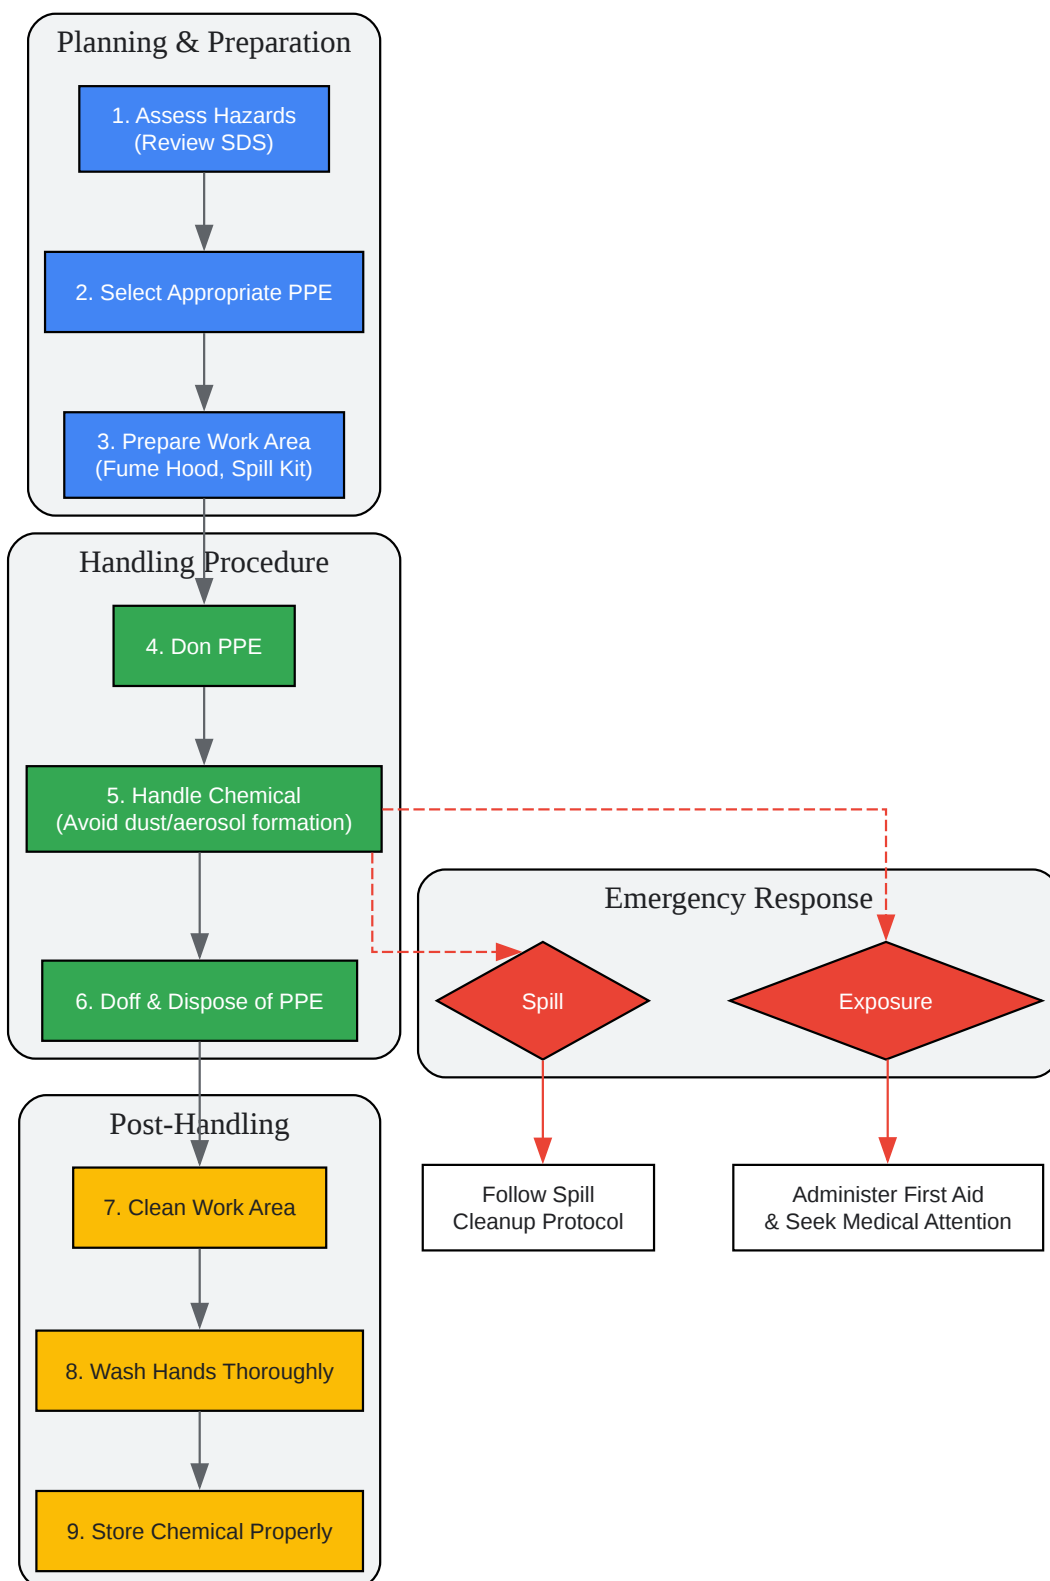 Planning & Preparation
1. Assess Hazards
(Review SDS)
2. Select Appropriate PPE
3. Prepare Work Area
(Fume Hood, Spill Kit)
Handling Procedure
4. Don PPE
5. Handle Chemical
(Avoid dust/aerosol formation)
6. Doff & Dispose of PPE
Emergency Response
Spill
Exposure
Follow Spill
Cleanup Protocol
Administer First Aid
& Seek Medical Attention
Post-Handling
7. Clean Work Area
8. Wash Hands Thoroughly
9. Store Chemical Properly